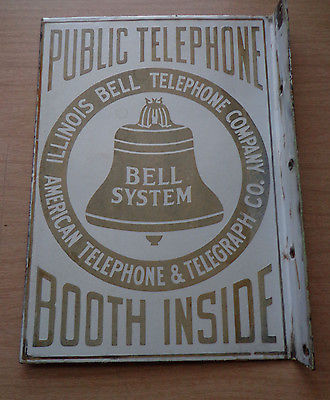 PUBLIC TELEPHONE
ILLINOIS BELL TELEPHONE COMPANY
BELL
SYSTEM
AMERICAN TELEPHONE & TELEGRAPH CO.
BOOTH INSIDE